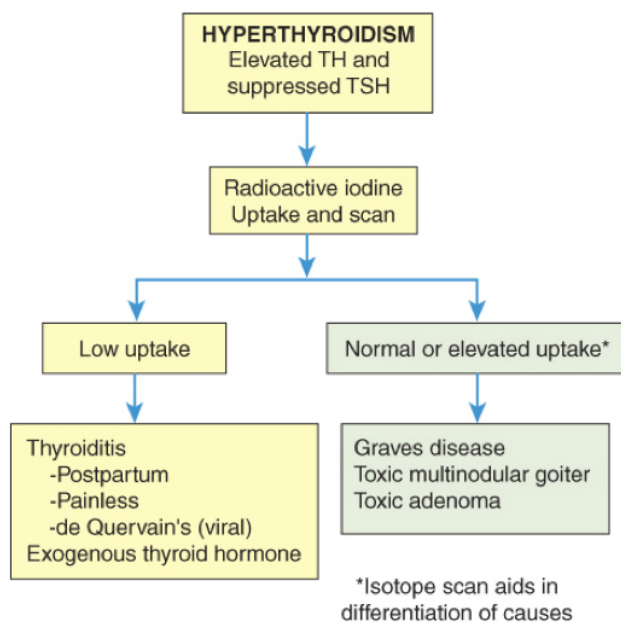 HYPERTHYROIDISM
Elevated TH and
suppressed TSH
Radioactive iodine
Uptake and scan
Low uptake
Normal or elevated uptake*
Thyroiditis
-Postpartum
-Painless
-de Quervain's (viral)
Exogenous thyroid hormone
Graves disease
Toxic multinodular goiter
Toxic adenoma
*Isotope scan aids in
differentiation of causes